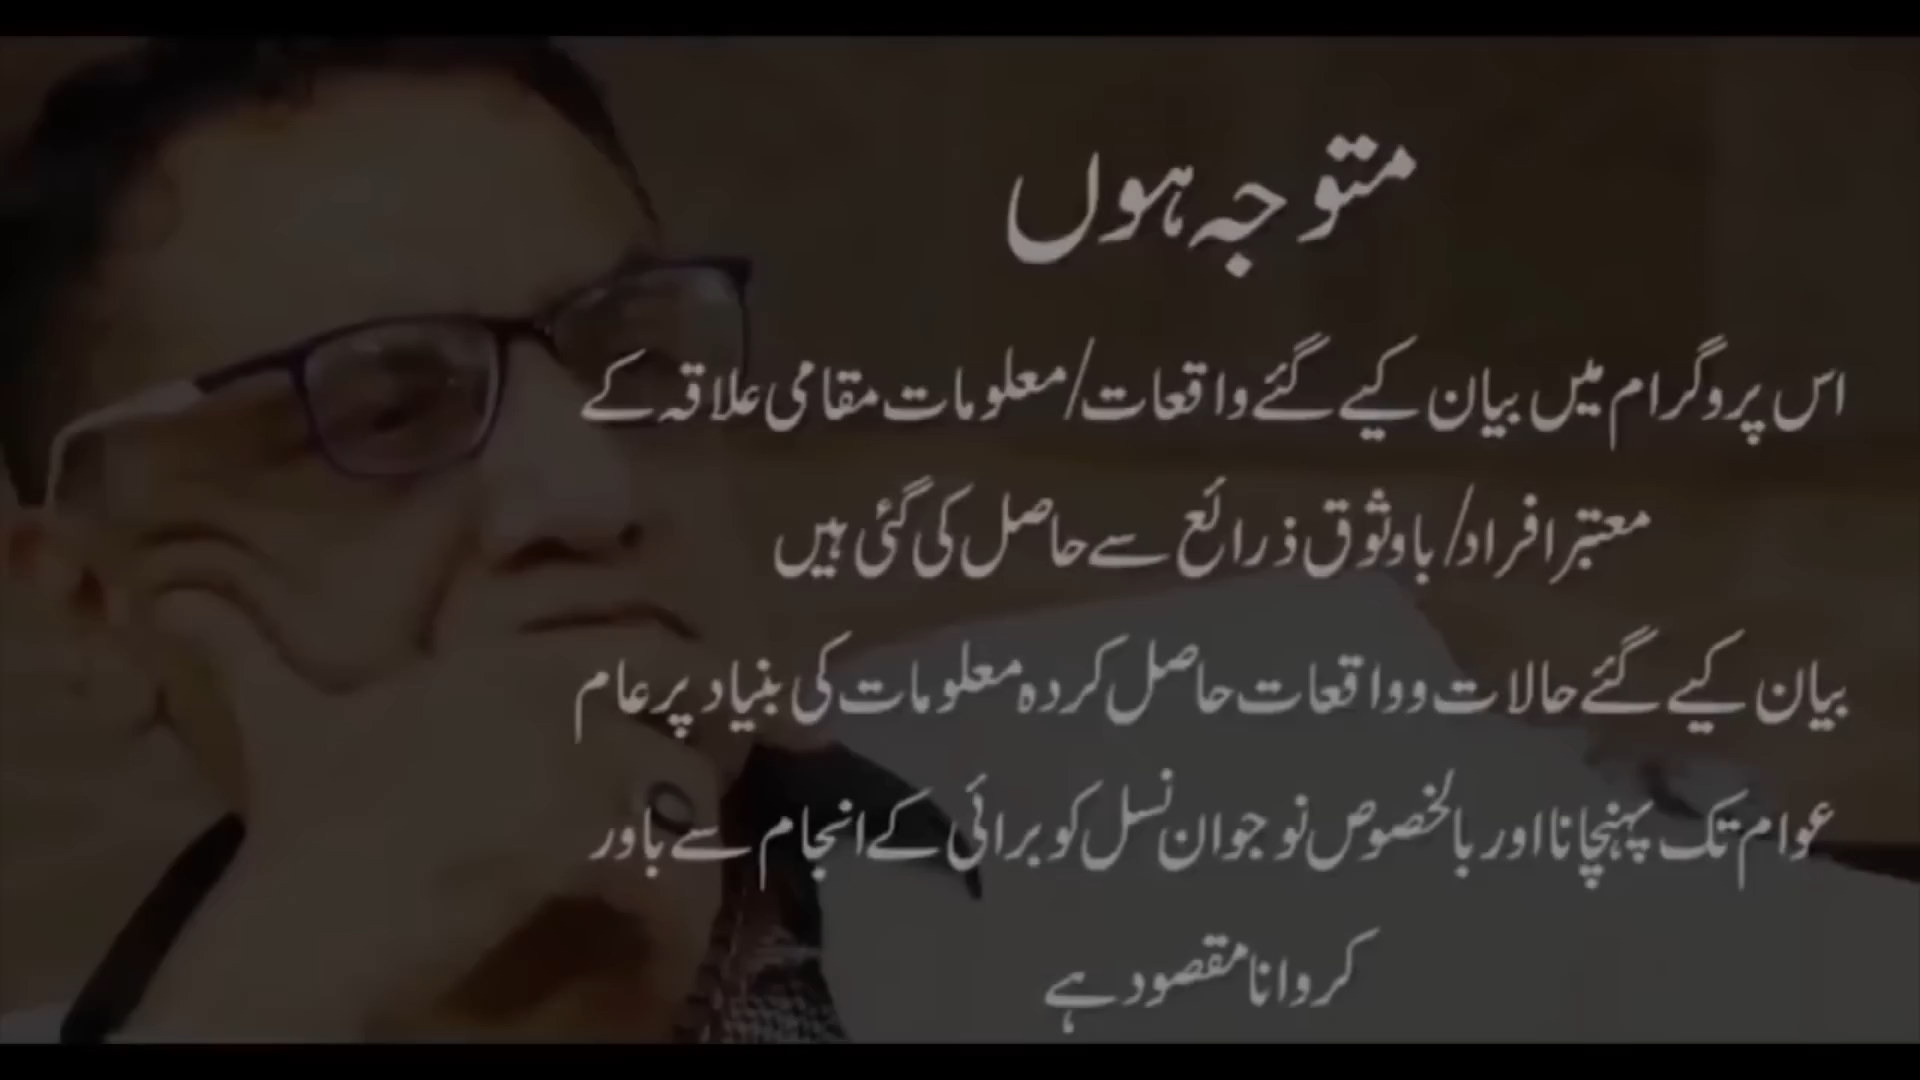 متوجہ ہوں
اس پروگرام میں بیان کیے گئے واقعات/معلومات مقامی علاقہ کے
معتبر افراد/باوثوق ذرائع سے حاصل کی گئی ہیں
بیان کیے گئے حالات و واقعات حاصل کردہ معلومات کی بنیاد پر عام
عوام تک پہنچانا اور بالخصوص نوجوان نسل کو برائی کے انجام سے باور
کروانا مقصود ہے